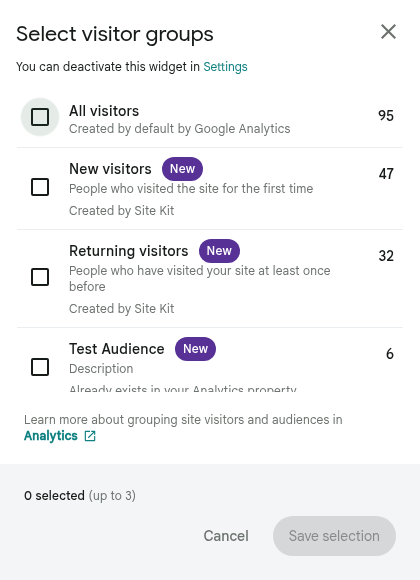 Select visitor groups
You can deactivate this widget in Settings
All visitors
95
Created by default by Google Analytics
New visitors New
47
People who visited the site for the first time
Created by Site Kit
Returning visitors New
32
People who have visited your site at least once
before
Created by Site Kit
Test Audience New
6
Description
Already exists in your Analytics property
Learn more about grouping site visitors and audiences in
Analytics
0 selected (up to 3)
Cancel
Save selection